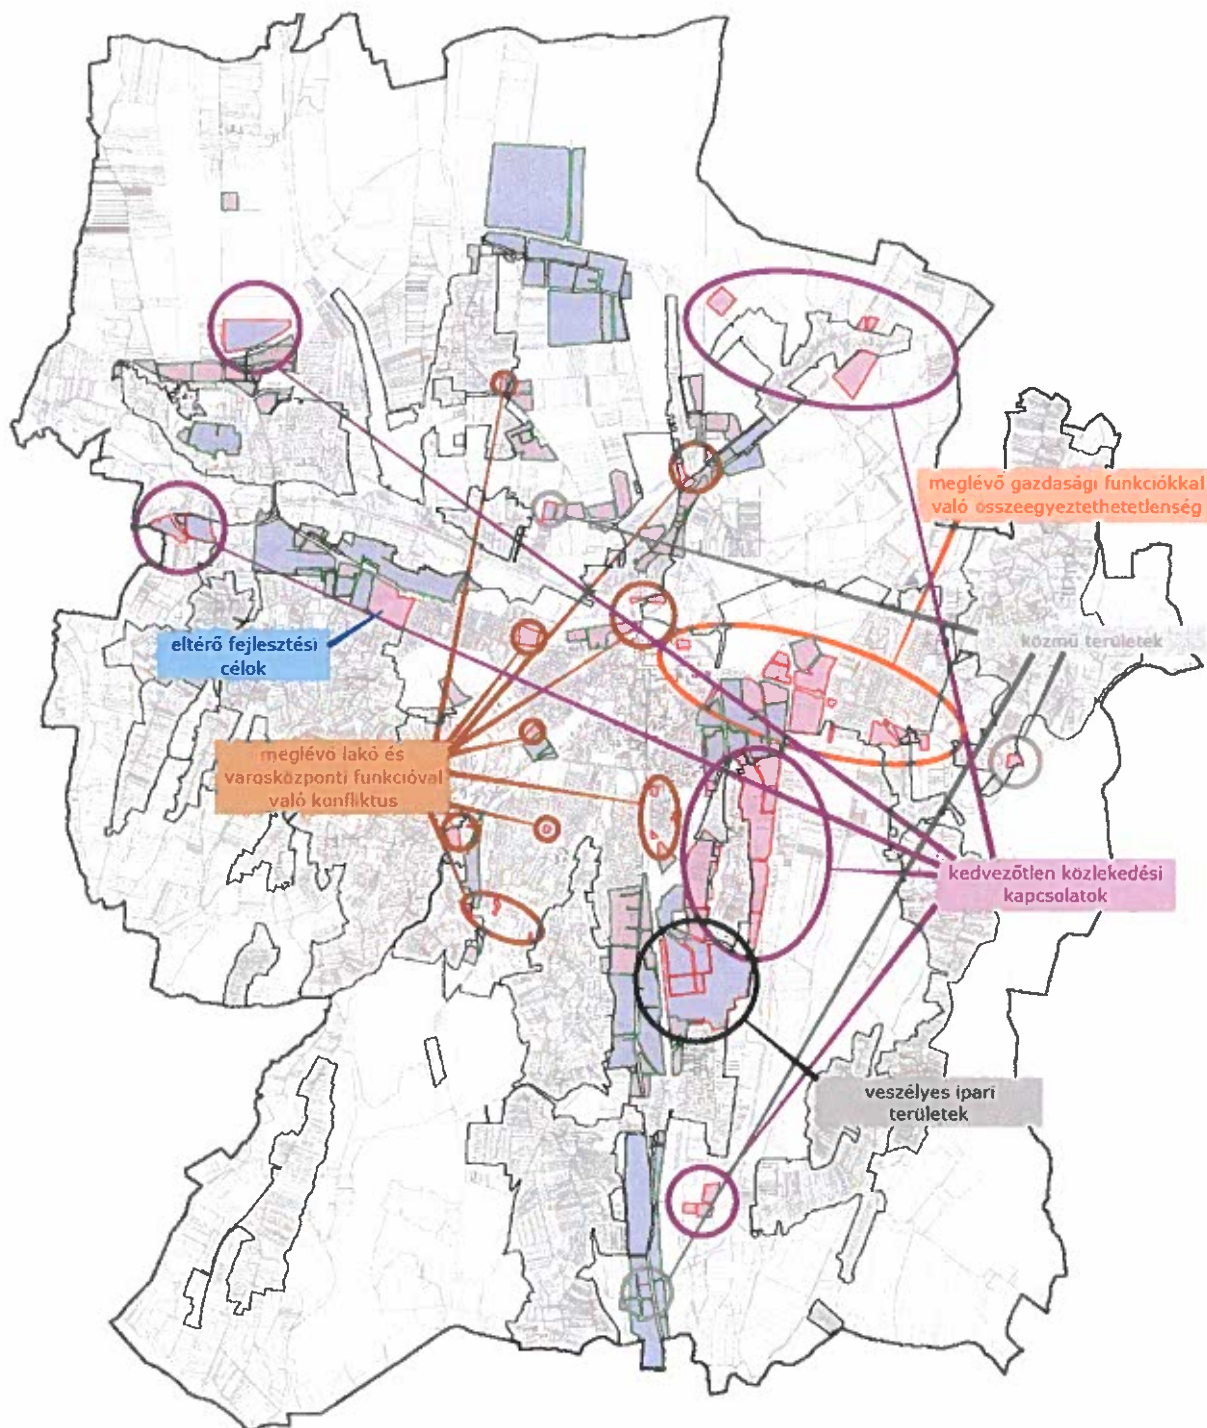 meglévő gazdasági funkciókkal
való összeegyeztethetetlenség
közmű területek
eltérő fejlesztési
célok
meglévő lakó és
városközponti funkcióval
való konfliktus
kedvezőtlen közlekedési
kapcsolatok
veszélyes ipari
területek